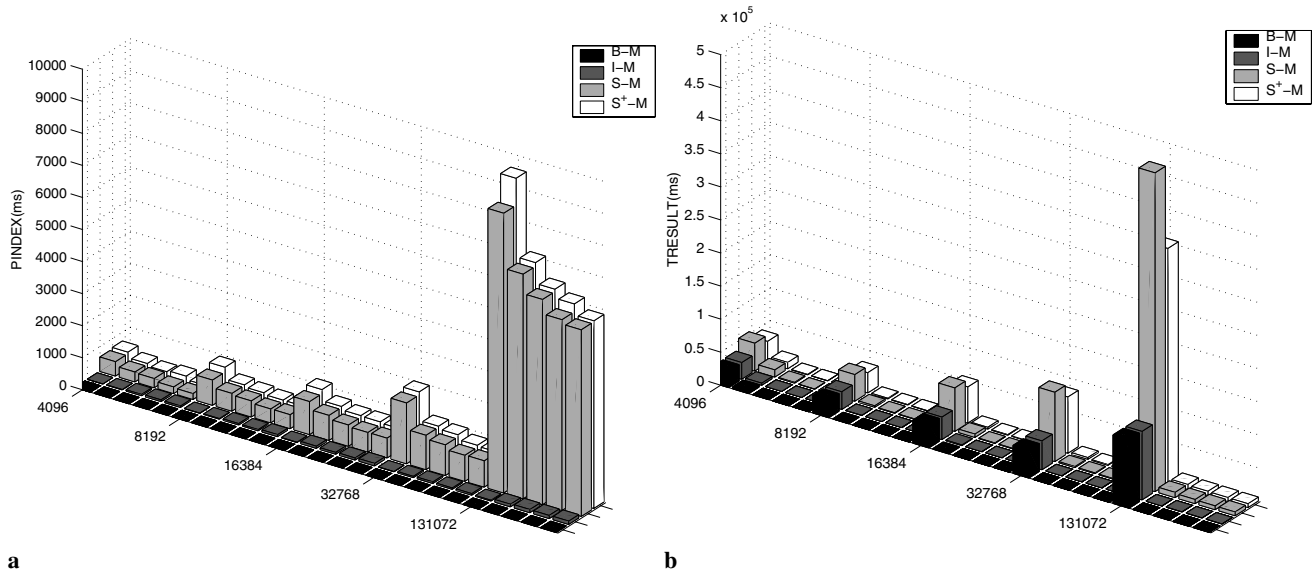 10000
9000
8000
7000
6000
5000
4000
3000
2000
1000
0
PINDEX(ms)
4096
8192
16384
32768
131072
B–M
I–M
S–M
S⁺–M
a
x 10⁵
5
4.5
4
3.5
3
2.5
2
1.5
1
0.5
0
TRESULT(ms)
4096
8192
16384
32768
131072
B–M
I–M
S–M
S⁺–M
b